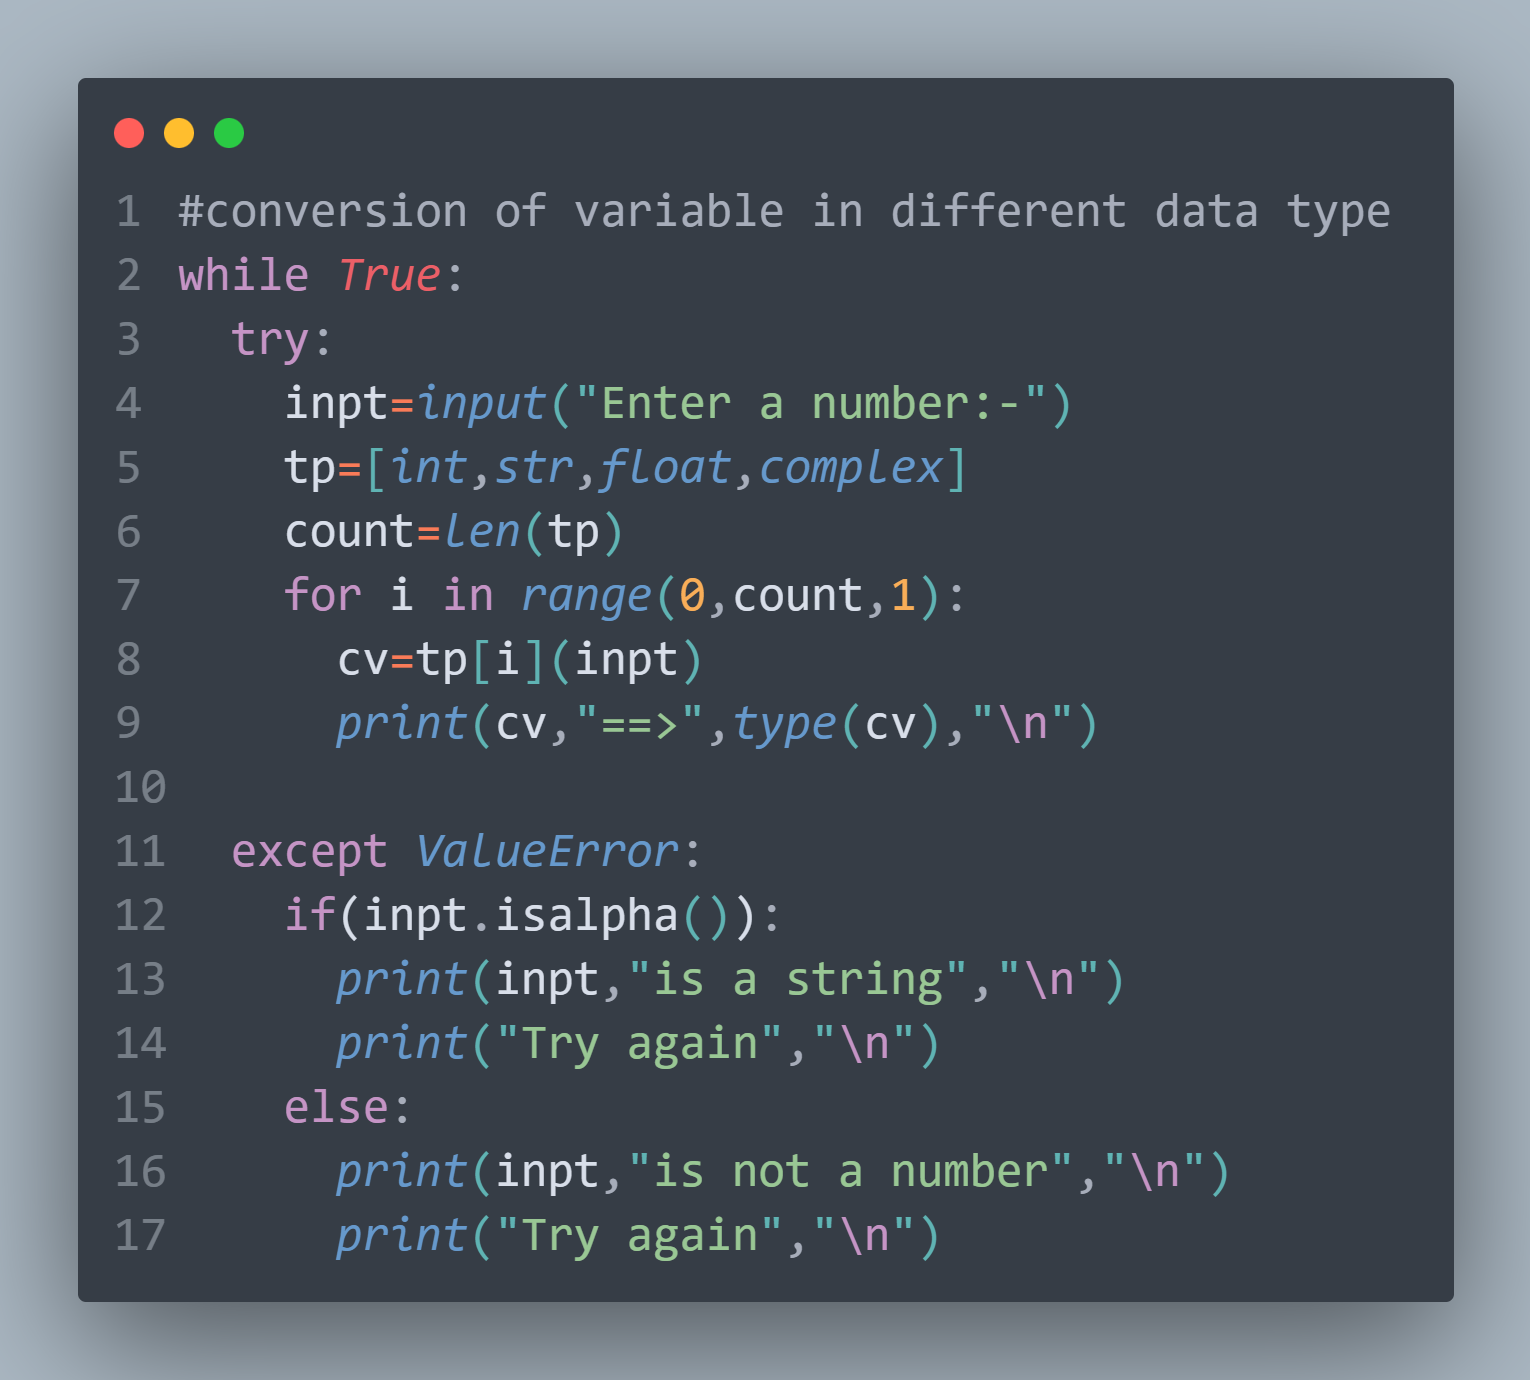 1 #conversion of variable in different data type
2 while True:
3   try:
4     inpt=input("Enter a number:-")
5     tp=[int,str,float,complex]
6     count=len(tp)
7     for i in range(0,count,1):
8       cv=tp[i](inpt)
9       print(cv,"==>",type(cv),"\n")
10
11   except ValueError:
12     if(inpt.isalpha()):
13       print(inpt,"is a string","\n")
14       print("Try again","\n")
15     else:
16       print(inpt,"is not a number","\n")
17       print("Try again","\n")